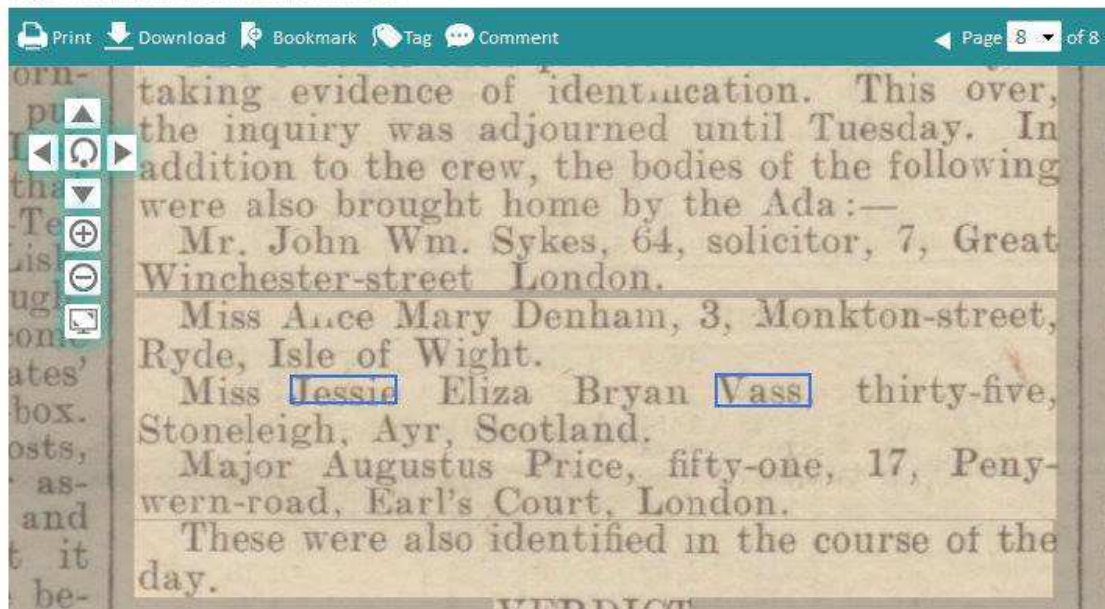 Print Download Bookmark Tag Comment Page 8 of 8
taking evidence of identification. This over,
the inquiry was adjourned until Tuesday. In
addition to the crew, the bodies of the following
were also brought home by the Ada:—
Mr. John Wm. Sykes, 64, solicitor, 7, Great
Winchester-street London.
Miss Alice Mary Denham, 3, Monkton-street,
Ryde, Isle of Wight.
Miss Jessie Eliza Bryan Vass, thirty-five,
Stoneleigh, Ayr, Scotland.
Major Augustus Price, fifty-one, 17, Peny-
wern-road, Earl's Court, London.
These were also identified in the course of the
day.
VERDICT